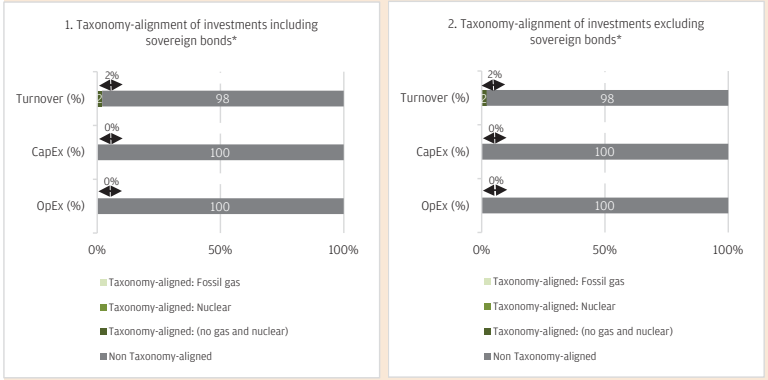 1. Taxonomy-alignment of investments including
sovereign bonds*
2%
Turnover (%)
2
98
0%
CapEx (%)
100
0%
OpEx (%)
100
0%
50%
100%
Taxonomy-aligned: Fossil gas
Taxonomy-aligned: Nuclear
Taxonomy-aligned: (no gas and nuclear)
Non Taxonomy-aligned
2. Taxonomy-alignment of investments excluding
sovereign bonds*
2%
Turnover (%)
2
98
0%
CapEx (%)
100
0%
OpEx (%)
100
0%
50%
100%
Taxonomy-aligned: Fossil gas
Taxonomy-aligned: Nuclear
Taxonomy-aligned: (no gas and nuclear)
Non Taxonomy-aligned